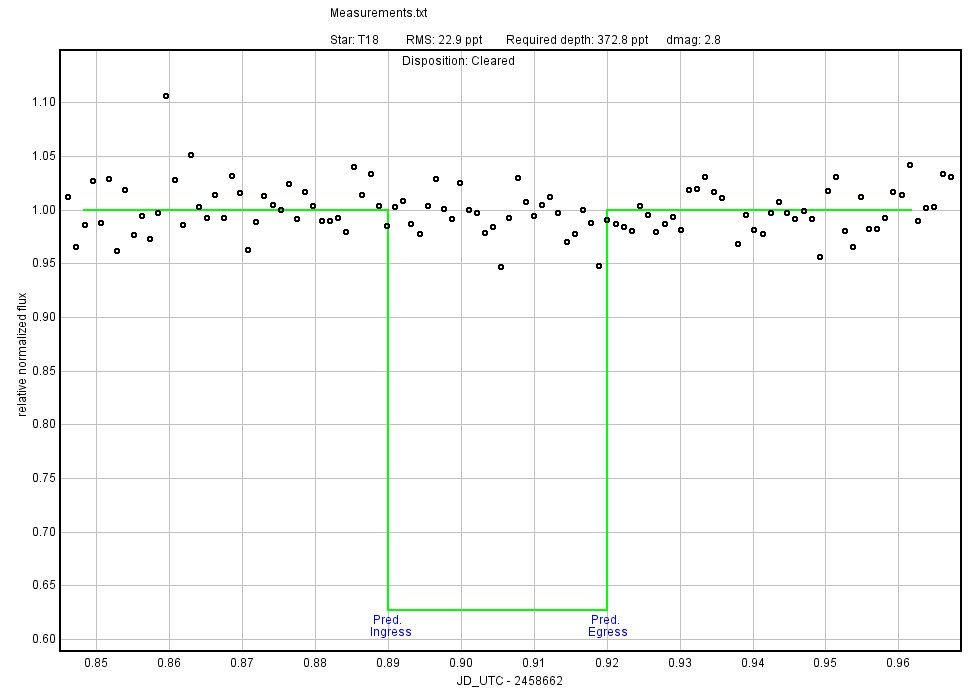 Measurements.txt
Star: T18 RMS: 22.9 ppt Required depth: 372.8 ppt dmag: 2.8
Disposition: Cleared
1.10
1.05
1.00
0.95
0.90
0.85
0.80
0.75
0.70
0.65
0.60
relative normalized flux
Pred. Ingress
Pred. Egress
0.85 0.86 0.87 0.88 0.89 0.90 0.91 0.92 0.93 0.94 0.95 0.96
JD_UTC - 2458662